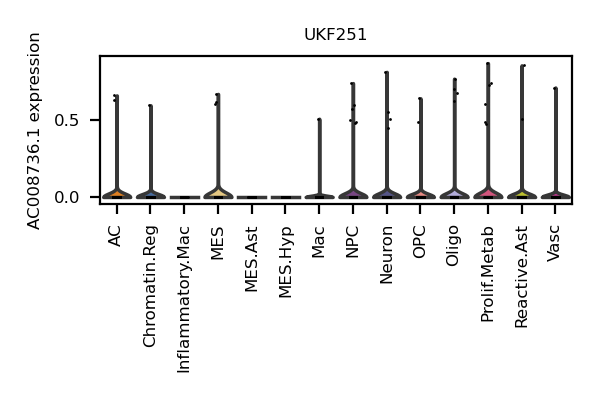 UKF251
AC008736.1 expression
0.5
0.0
AC
Chromatin.Reg
Inflammatory.Mac
MES
MES.Ast
MES.Hyp
Mac
NPC
Neuron
OPC
Oligo
Prolif.Metab
Reactive.Ast
Vasc